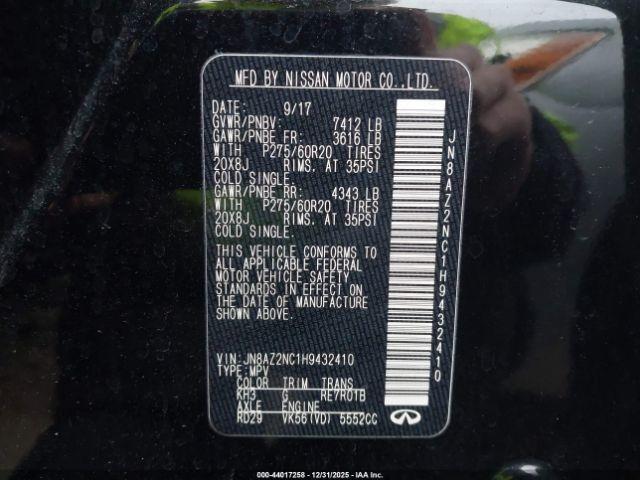 MFD BY NISSAN MOTOR CO.,LTD.
DATE: 9/17
GVWR/PNBV: 7412 LB
GAWR/PNBE FR: 3616 LB
WITH P275/60R20 TIRES
20X8J RIMS, AT 35PSI
COLD SINGLE.
GAWR/PNBE RR: 4343 LB
WITH P275/60R20 TIRES
20X8J RIMS, AT 35PSI
COLD SINGLE.
THIS VEHICLE CONFORMS TO
ALL APPLICABLE FEDERAL
MOTOR VEHICLE SAFETY
STANDARDS IN EFFECT ON
THE DATE OF MANUFACTURE
SHOWN ABOVE.
VIN: JN8AZ2NC1H9432410
TYPE: MPV
COLOR TRIM TRANS
KH3 G RE7R01B
AXLE ENGINE
RD29 VK56(VD) 5552CC
JN8AZ2NC1H9432410
INFINITI
000-44017258 - 12/31/2025 - IAAI.COM